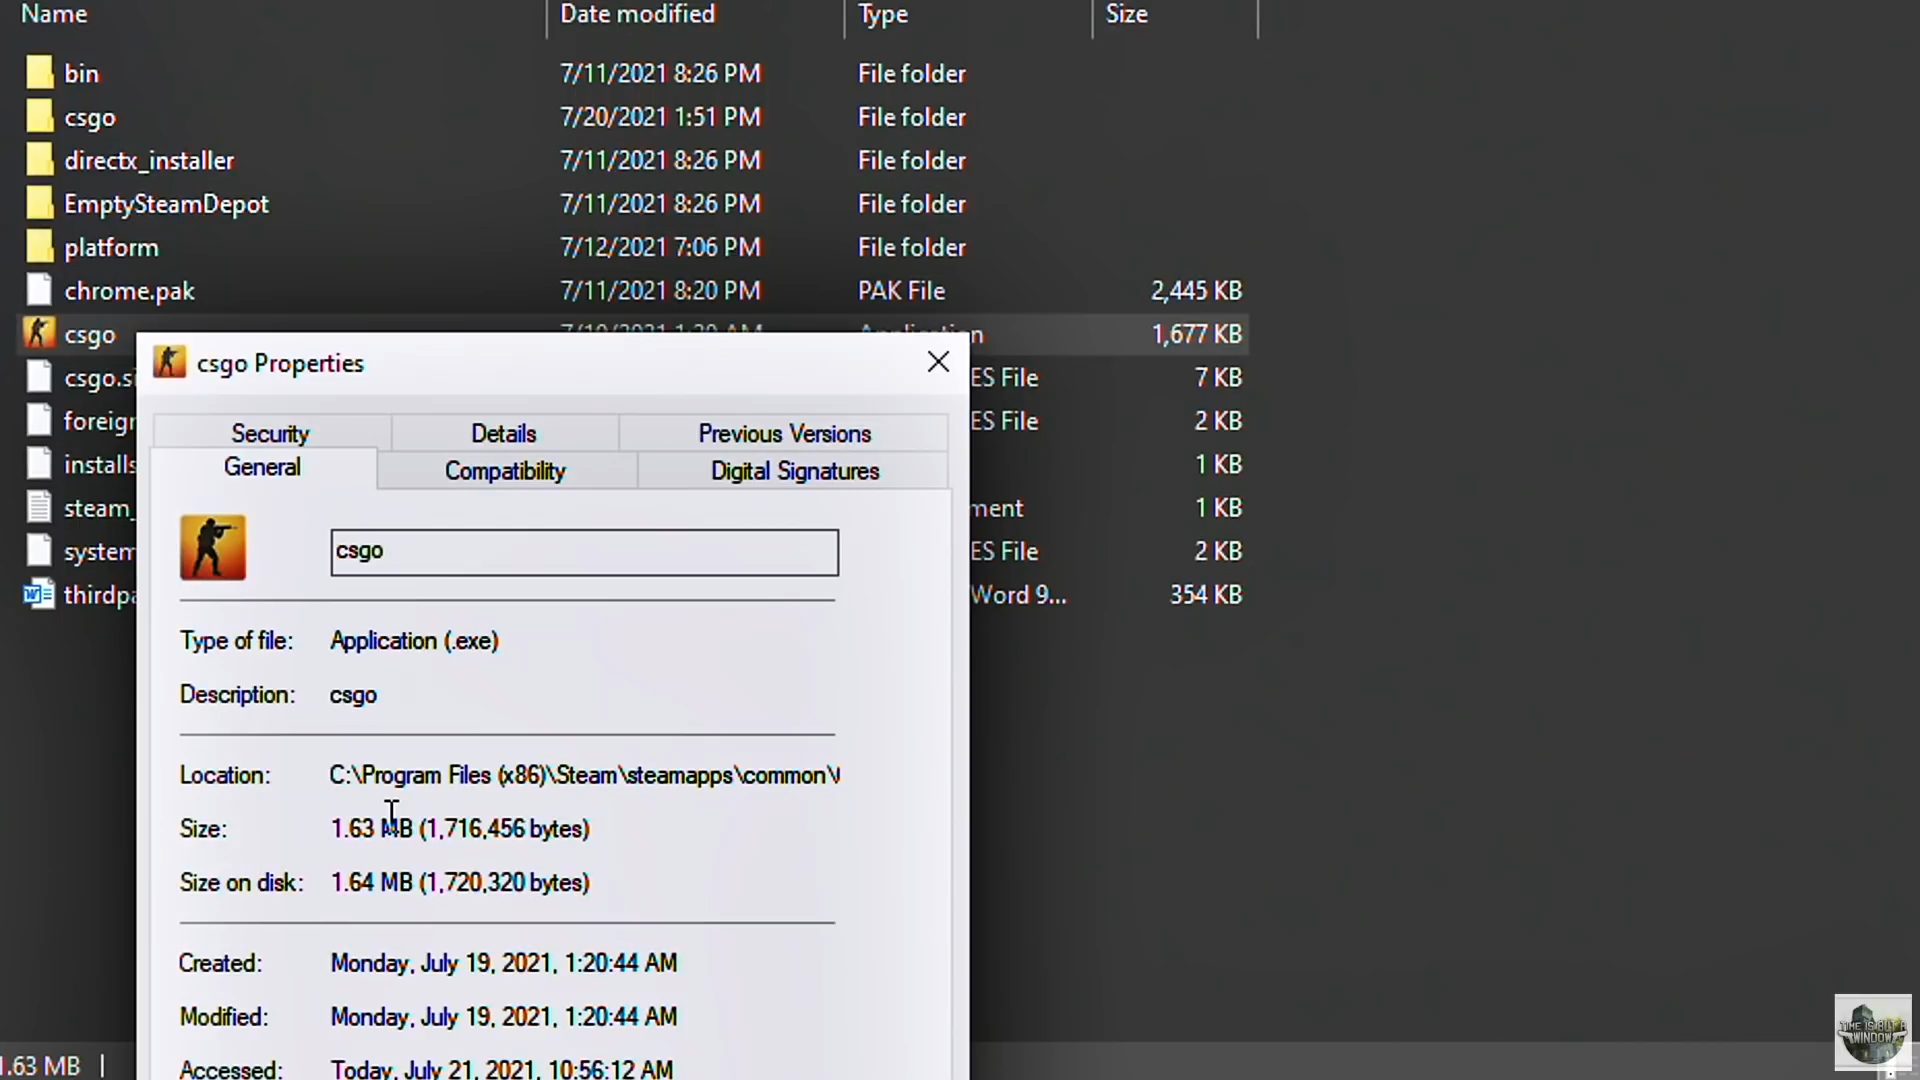 Name Date modified Type Size
bin 7/11/2021 8:26 PM File folder
csgo 7/20/2021 1:51 PM File folder
directx_installer 7/11/2021 8:26 PM File folder
EmptySteamDepot 7/11/2021 8:26 PM File folder
platform 7/12/2021 7:06 PM File folder
chrome.pak 7/11/2021 8:20 PM PAK File 2,445 KB
csgo 1,677 KB
csgo Properties
csgo.si ES File 7 KB
foreign ES File 2 KB
Security Details Previous Versions
General Compatibility Digital Signatures
installs 1 KB
steam_ ment 1 KB
csgo
system ES File 2 KB
thirdpa Word 9... 354 KB
Type of file: Application (.exe)
Description: csgo
Location: C:\Program Files (x86)\Steam\steamapps\common\
Size: 1.63 MB (1,716,456 bytes)
Size on disk: 1.64 MB (1,720,320 bytes)
Created: Monday, July 19, 2021, 1:20:44 AM
Modified: Monday, July 19, 2021, 1:20:44 AM
Accessed: Today, July 21, 2021, 10:56:12 AM
1.63 MB
TIME IS BUT A
WINDOW